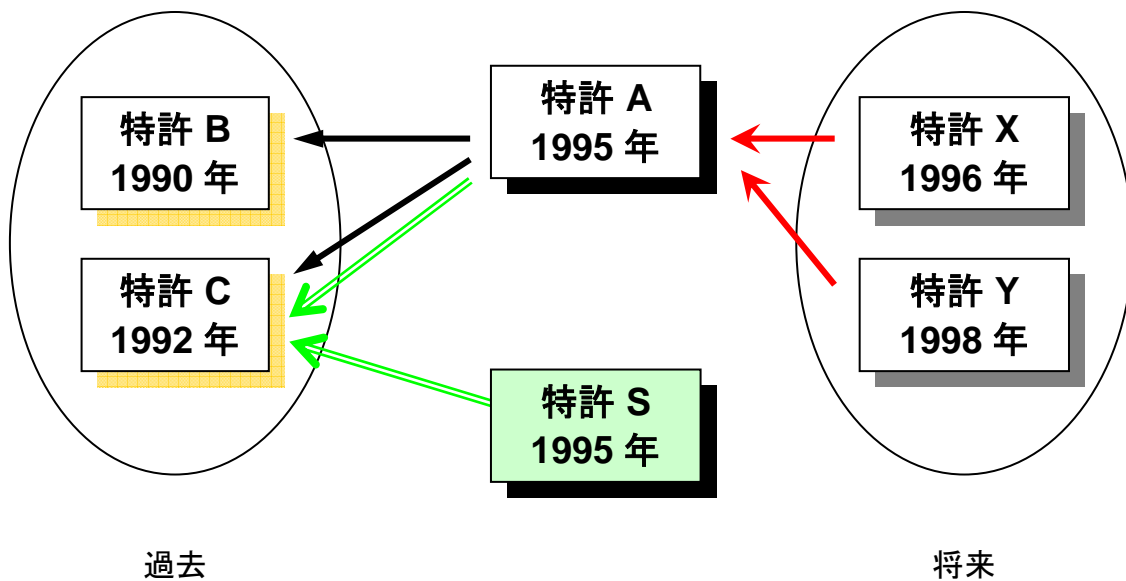 特許 B
1990 年
特許 A
1995 年
特許 X
1996 年
特許 C
1992 年
特許 Y
1998 年
特許 S
1995 年
過去
将来